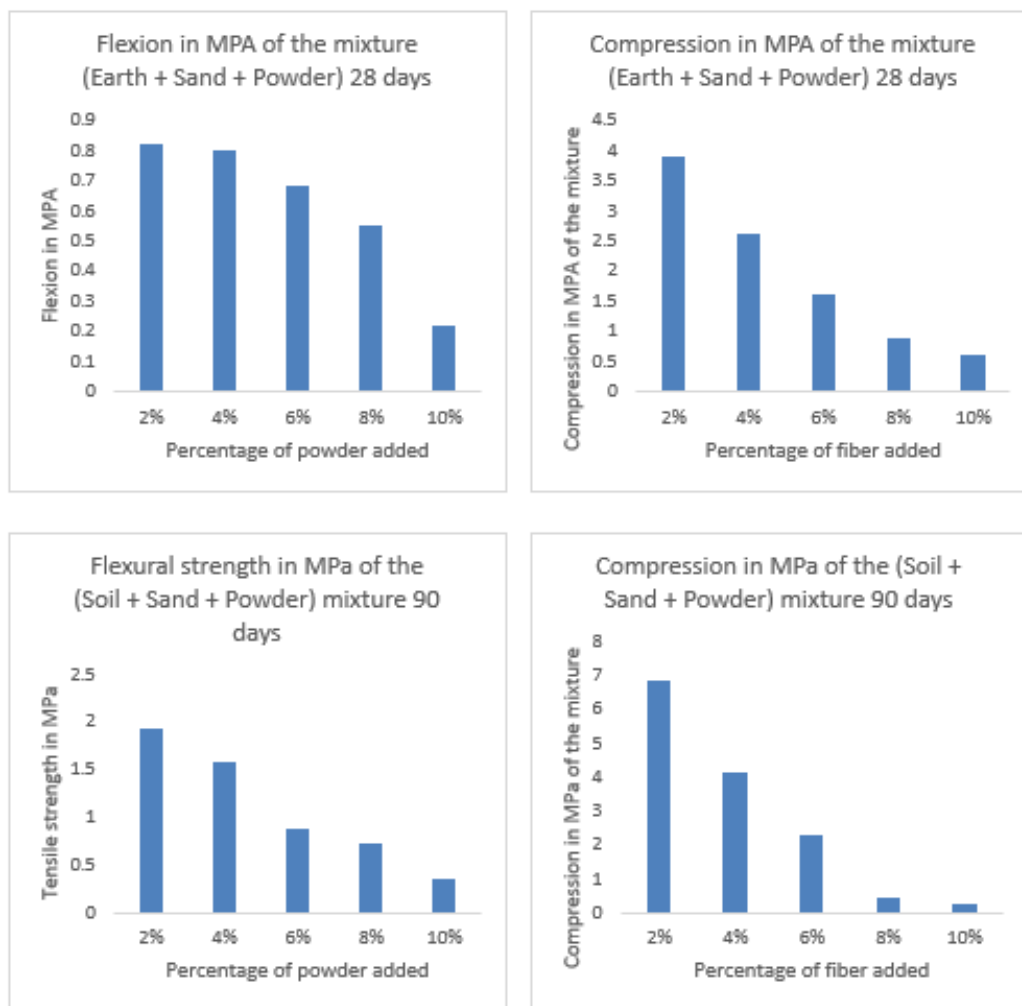 Flexion in MPA of the mixture
(Earth + Sand + Powder) 28 days
Flexion in MPA
0.9
0.8
0.7
0.6
0.5
0.4
0.3
0.2
0.1
0
2% 4% 6% 8% 10%
Percentage of powder added
Compression in MPA of the mixture
(Earth + Sand + Powder) 28 days
Compression in MPA of the mixture
4.5
4
3.5
3
2.5
2
1.5
1
0.5
0
2% 4% 6% 8% 10%
Percentage of fiber added
Flexural strength in MPa of the
(Soil + Sand + Powder) mixture 90
days
Tensile strength in MPa
2.5
2
1.5
1
0.5
0
2% 4% 6% 8% 10%
Percentage of powder added
Compression in MPa of the (Soil +
Sand + Powder) mixture 90 days
Compression in MPa of the mixture
8
7
6
5
4
3
2
1
0
2% 4% 6% 8% 10%
Percentage of fiber added